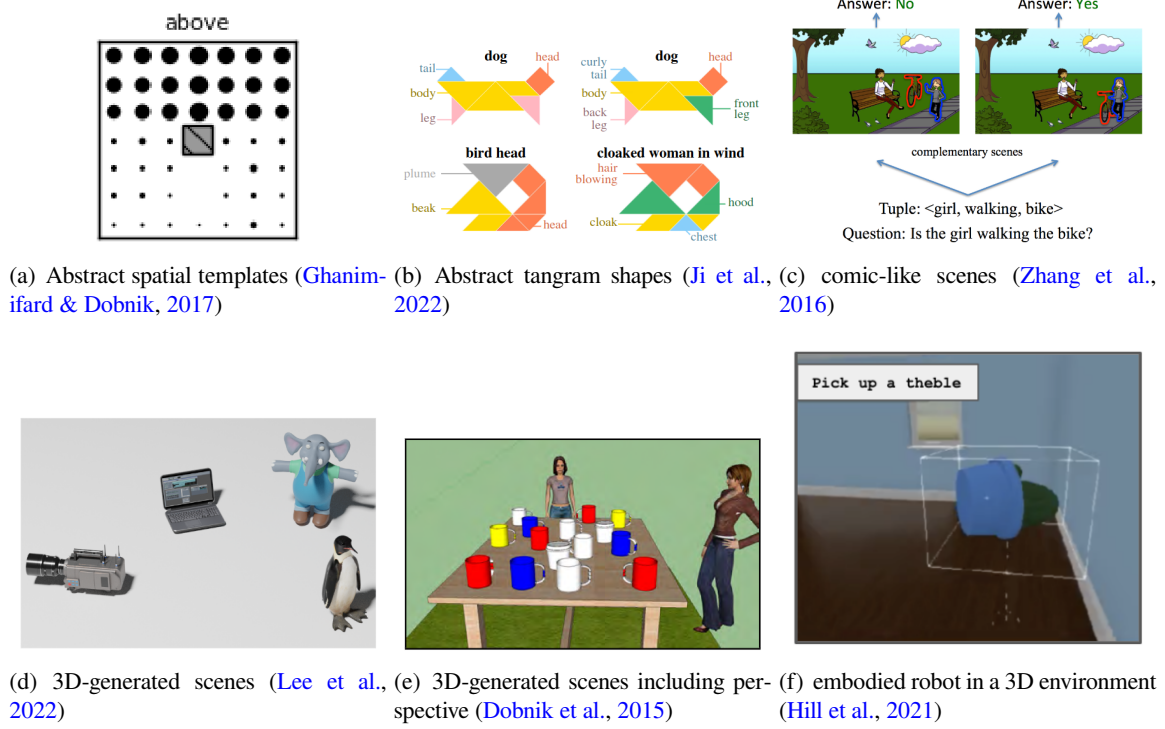 above
dog
tail
head
body
leg
dog
curly
tail
head
body
back
leg
front
leg
bird head
plume
beak
head
cloaked woman in wind
hair
blowing
hood
cloak
chest
Answer: No
Answer: Yes
complementary scenes
Tuple: <girl, walking, bike>
Question: Is the girl walking the bike?
(a) Abstract spatial templates (Ghanim-
ifard & Dobnik, 2017)
(b) Abstract tangram shapes (Ji et al.,
2022)
(c) comic-like scenes (Zhang et al.,
2016)
Pick up a theble
(d) 3D-generated scenes (Lee et al.,
2022)
(e) 3D-generated scenes including per-
spective (Dobnik et al., 2015)
(f) embodied robot in a 3D environment
(Hill et al., 2021)